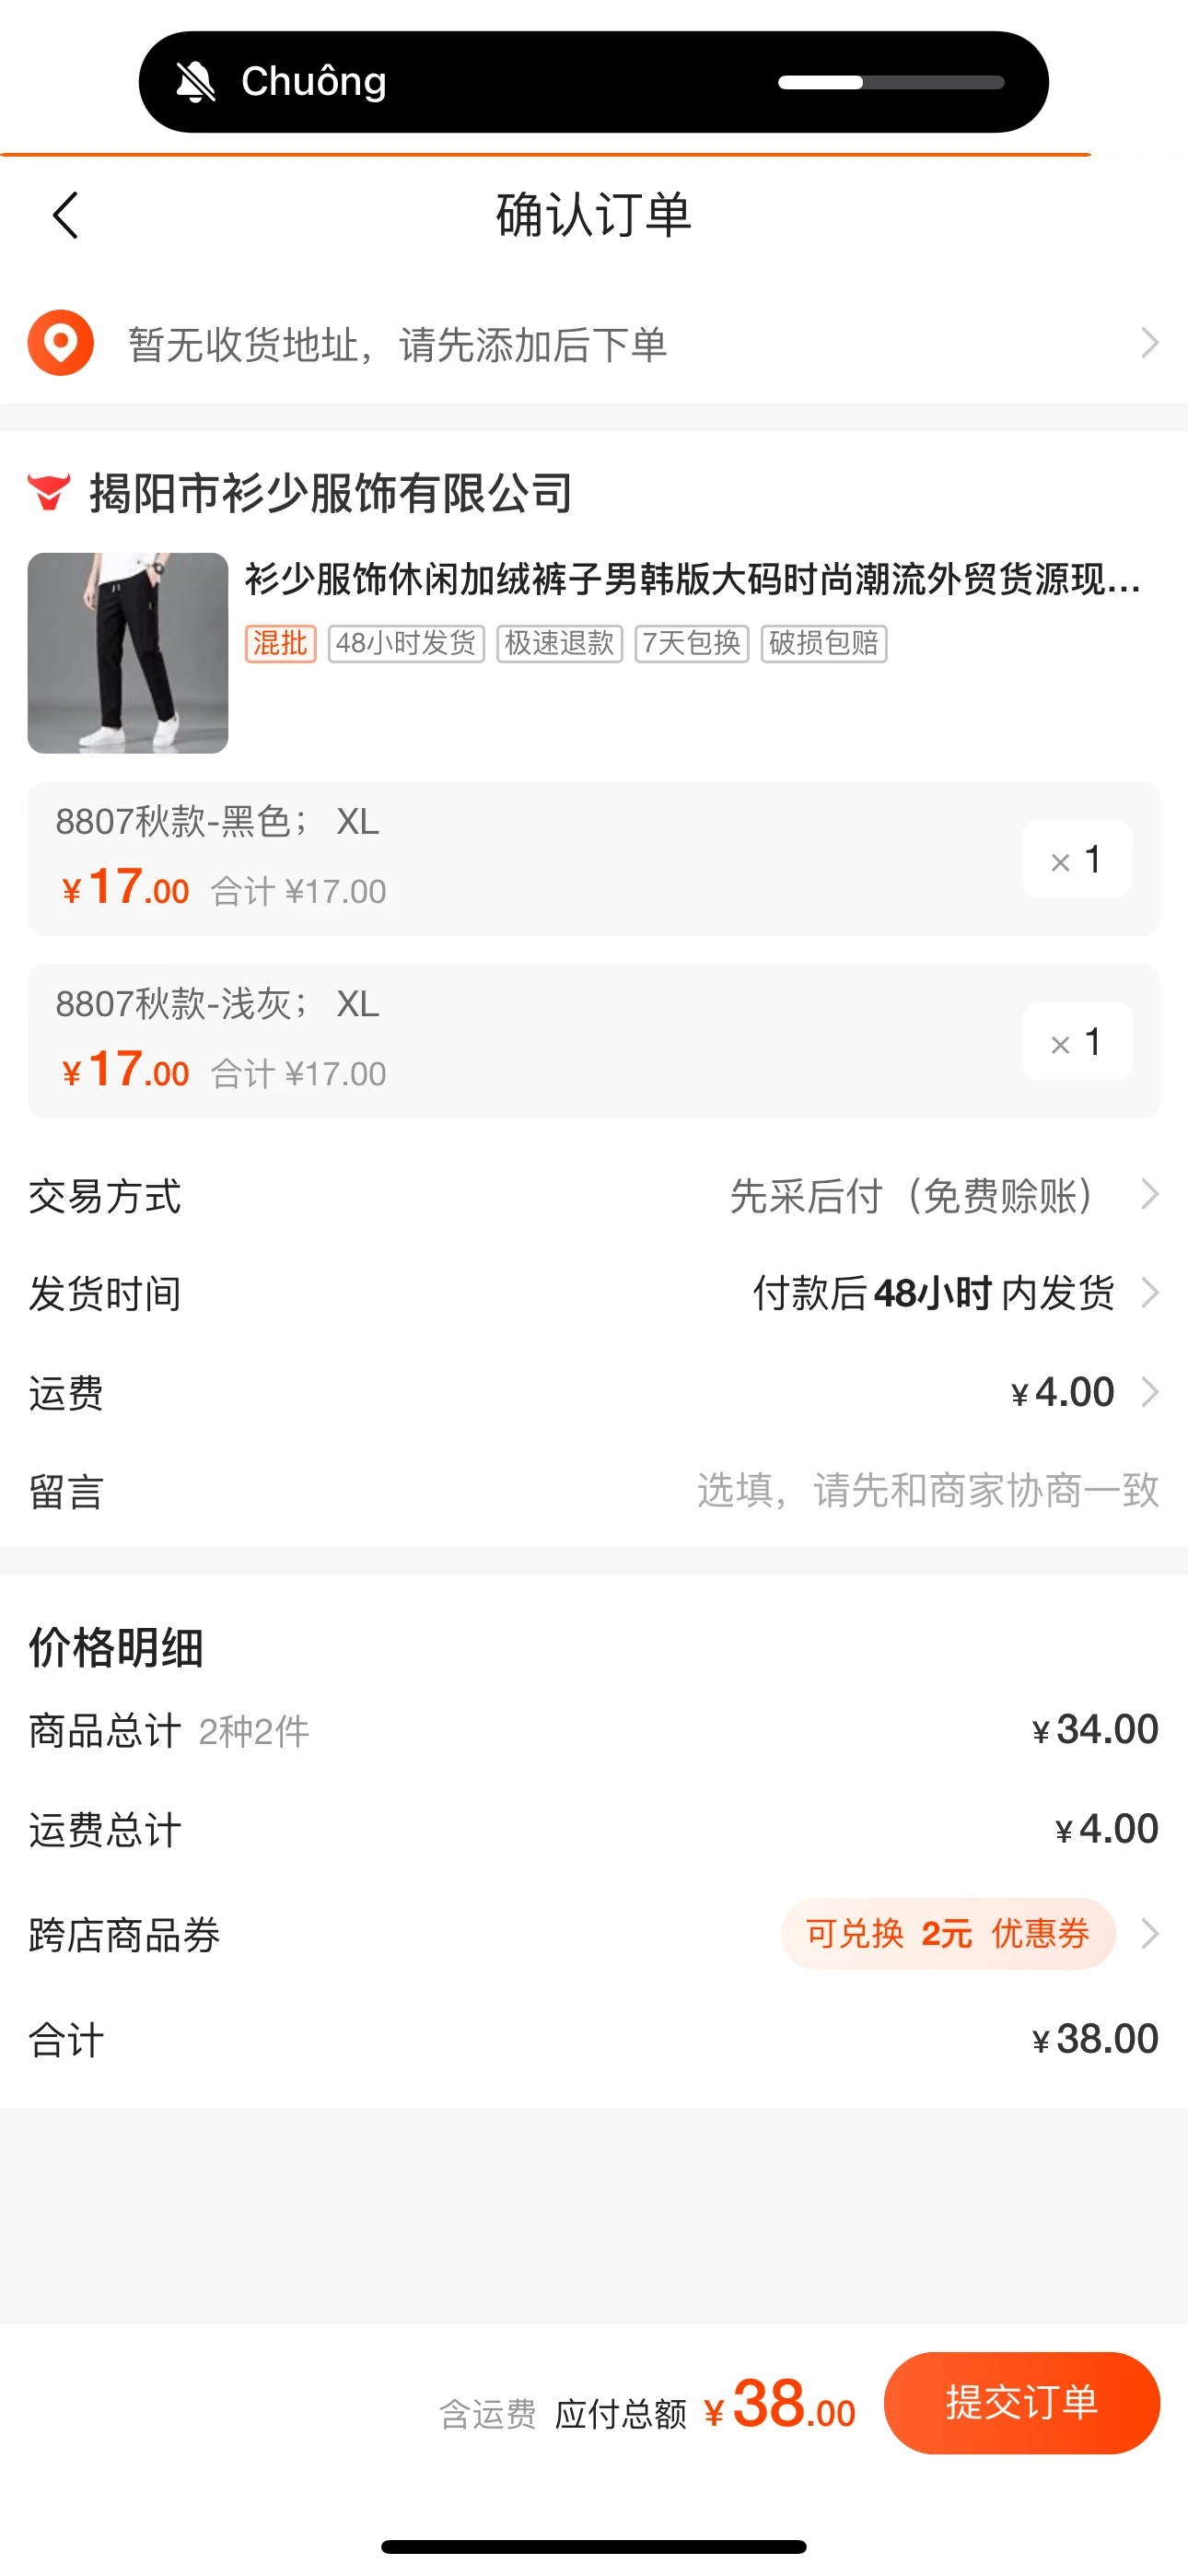 Chuông
确认订单
暂无收货地址，请先添加后下单
揭阳市衫少服饰有限公司
衫少服饰休闲加绒裤子男韩版大码时尚潮流外贸货源现...
混批 48小时发货 极速退款 7天包换 破损包赔
8807秋款-黑色； XL
¥17.00 合计 ¥17.00
× 1
8807秋款-浅灰； XL
¥17.00 合计 ¥17.00
× 1
交易方式 先采后付（免费赊账）
发货时间 付款后48小时内发货
运费 ¥4.00
留言 选填，请先和商家协商一致
价格明细
商品总计 2种2件 ¥34.00
运费总计 ¥4.00
跨店商品券 可兑换 2元 优惠券
合计 ¥38.00
含运费 应付总额 ¥38.00 提交订单